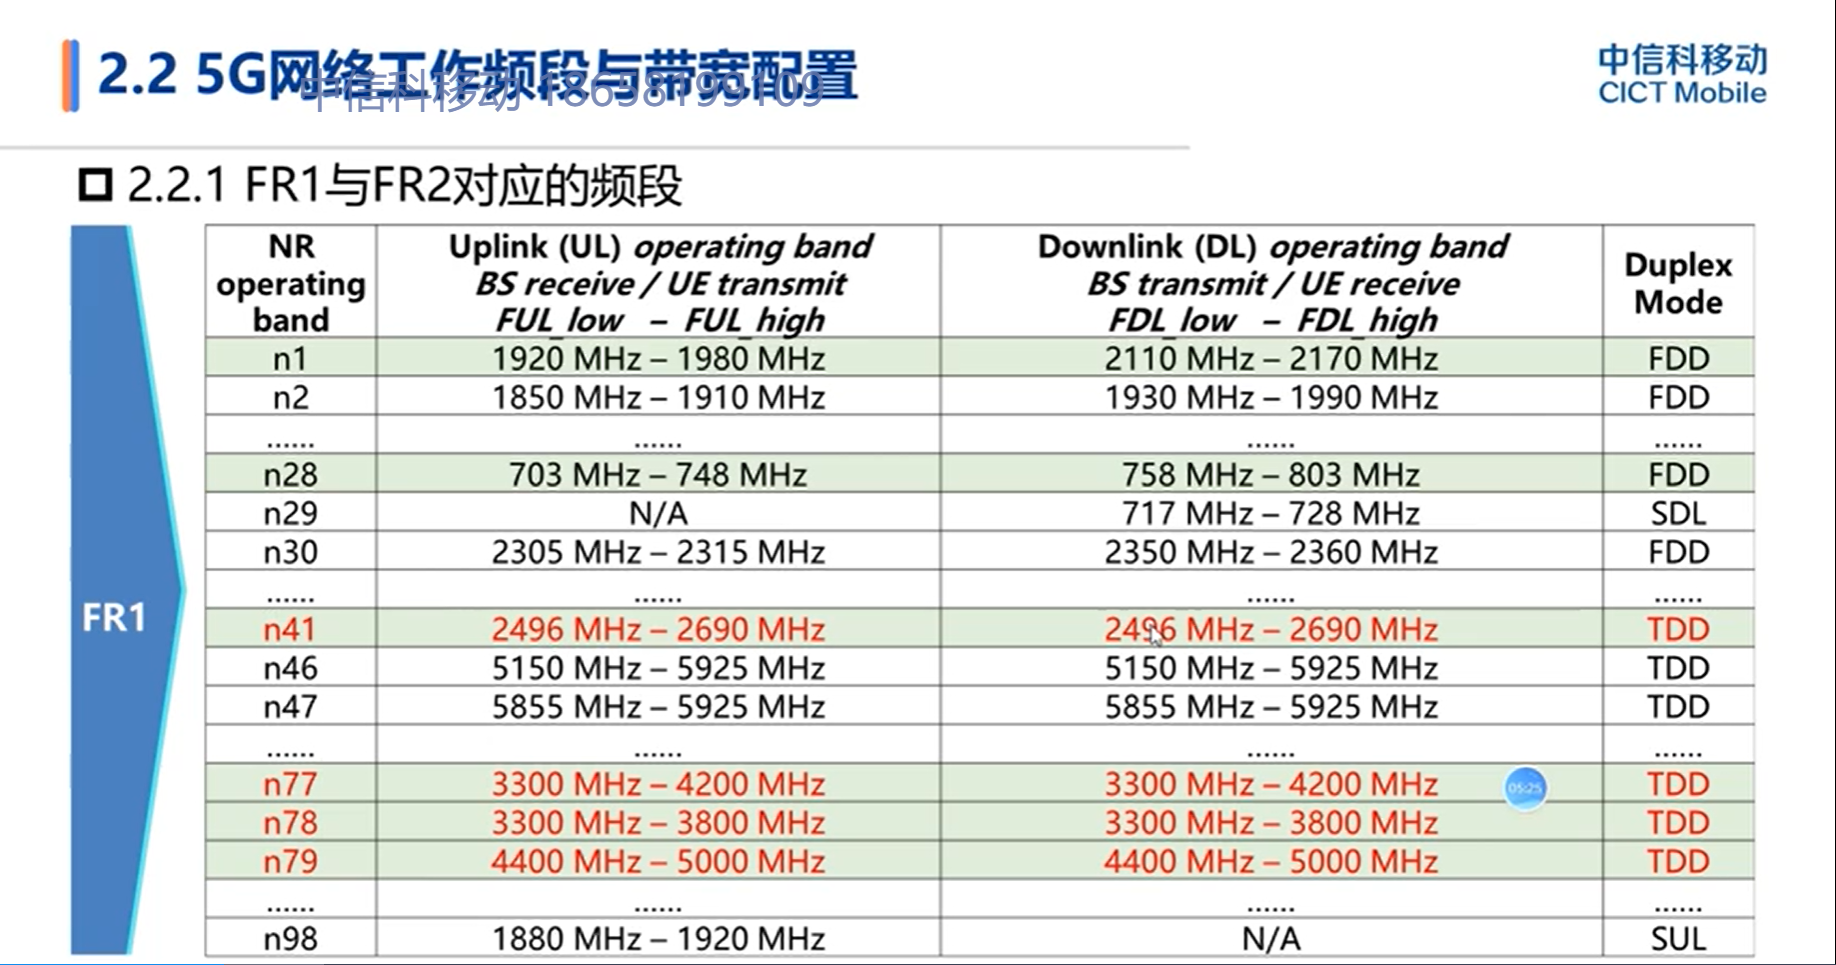 2.2 5G网络工作频段与带宽配置
中信科移动 18658199109
中信科移动
CICT Mobile
2.2.1 FR1与FR2对应的频段
FR1
NR operating band | Uplink (UL) operating band BS receive / UE transmit FUL_low – FUL_high | Downlink (DL) operating band BS transmit / UE receive FDL_low – FDL_high | Duplex Mode
n1 1920 MHz – 1980 MHz 2110 MHz – 2170 MHz FDD
n2 1850 MHz – 1910 MHz 1930 MHz – 1990 MHz FDD
...... ...... ...... ......
n28 703 MHz – 748 MHz 758 MHz – 803 MHz FDD
n29 N/A 717 MHz – 728 MHz SDL
n30 2305 MHz – 2315 MHz 2350 MHz – 2360 MHz FDD
...... ...... ...... ......
n41 2496 MHz – 2690 MHz 2496 MHz – 2690 MHz TDD
n46 5150 MHz – 5925 MHz 5150 MHz – 5925 MHz TDD
n47 5855 MHz – 5925 MHz 5855 MHz – 5925 MHz TDD
...... ...... ...... ......
n77 3300 MHz – 4200 MHz 3300 MHz – 4200 MHz TDD
05:25
n78 3300 MHz – 3800 MHz 3300 MHz – 3800 MHz TDD
n79 4400 MHz – 5000 MHz 4400 MHz – 5000 MHz TDD
...... ...... ...... ......
n98 1880 MHz – 1920 MHz N/A SUL